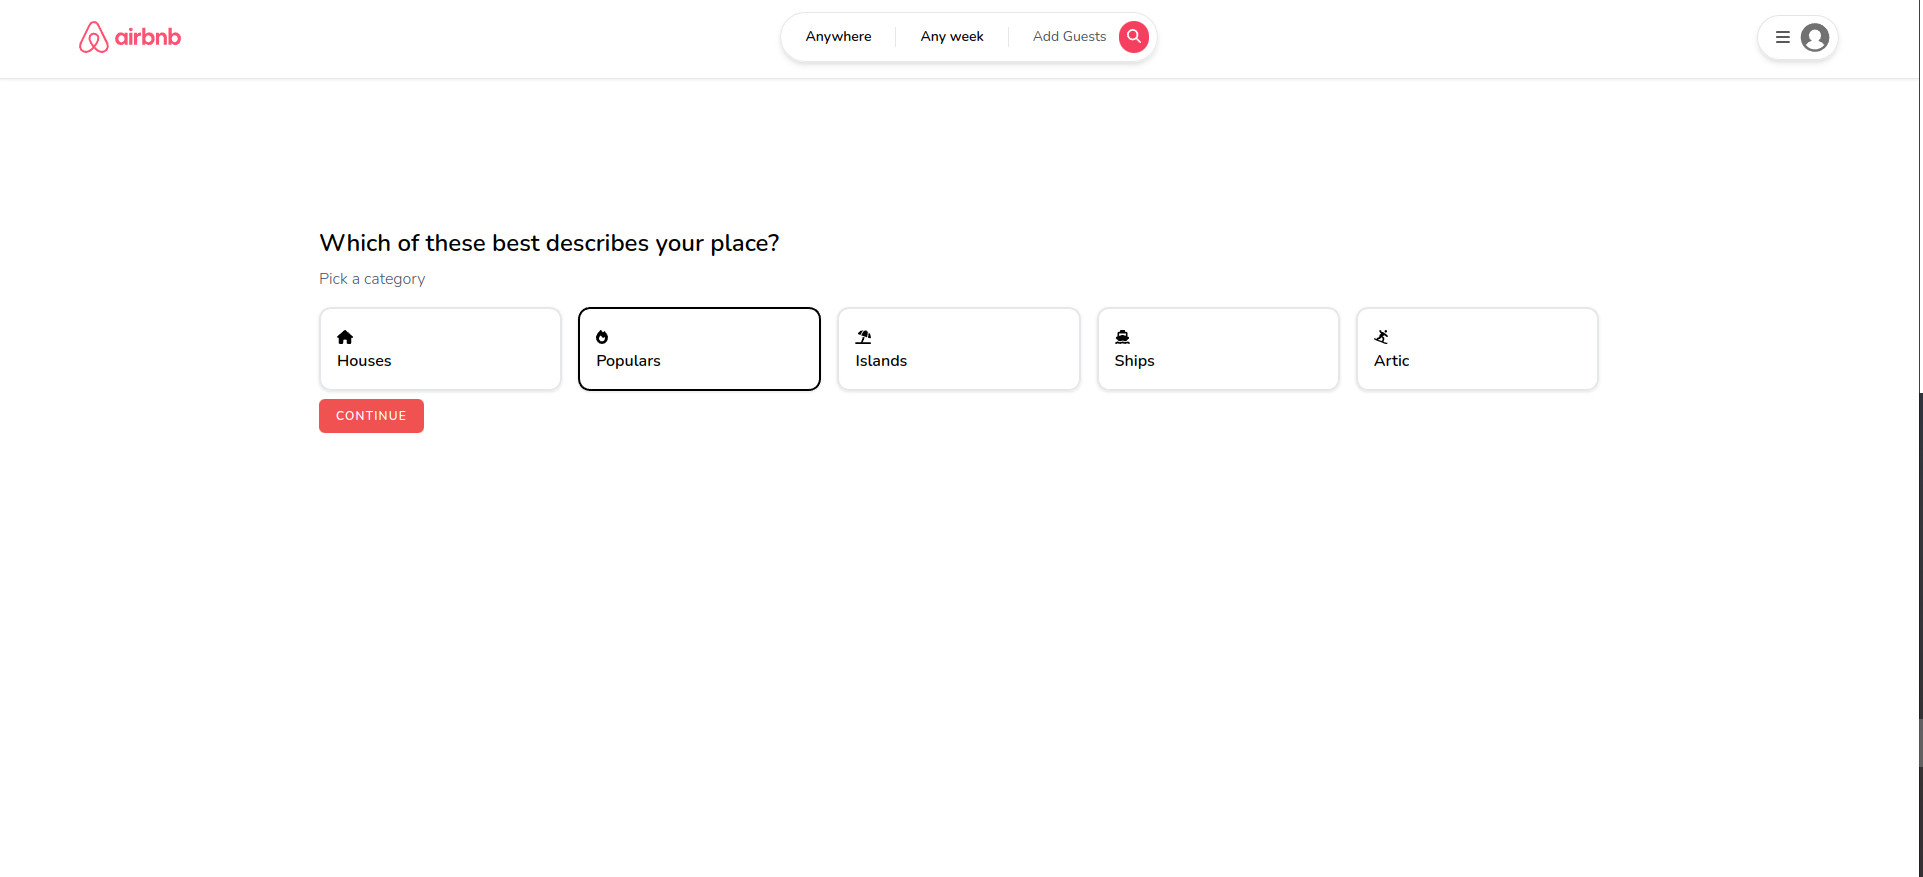 airbnb
Anywhere Any week Add Guests
Which of these best describes your place?
Pick a category
Houses Populars Islands Ships Artic
CONTINUE